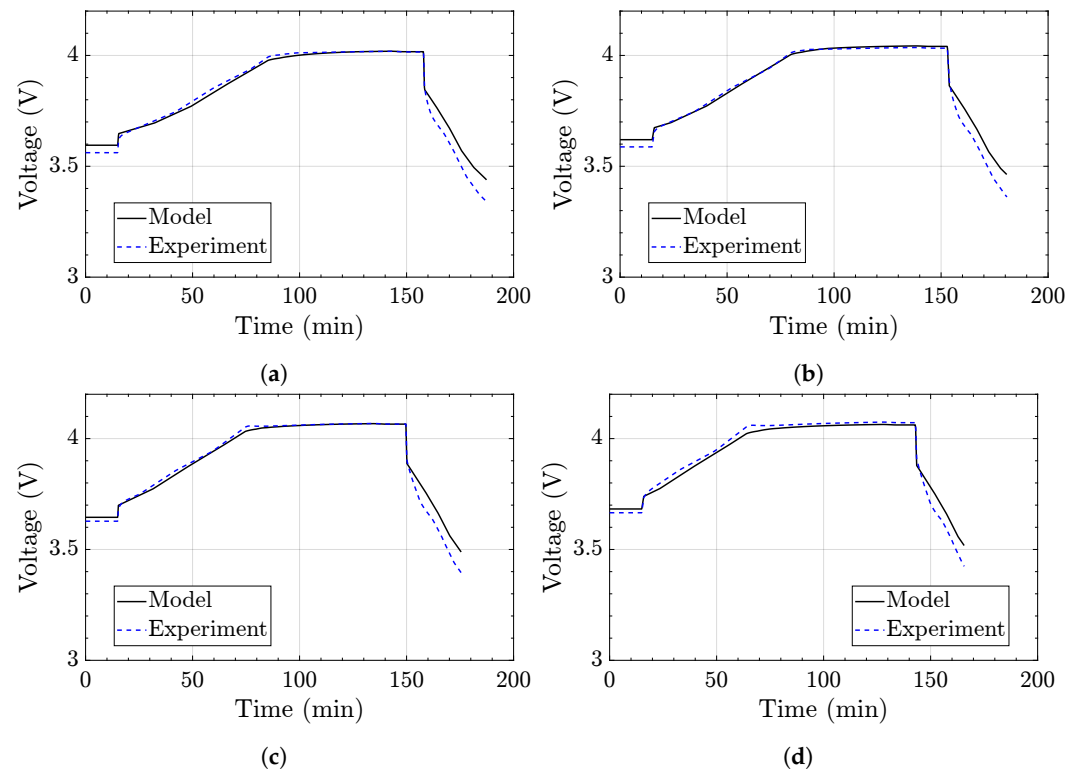 4
3.5
3
Voltage (V)
Model
Experiment
0 50 100 150 200
Time (min)
(a)
4
3.5
3
Voltage (V)
Model
Experiment
0 50 100 150 200
Time (min)
(b)
4
3.5
3
Voltage (V)
Model
Experiment
0 50 100 150 200
Time (min)
(c)
4
3.5
3
Voltage (V)
Model
Experiment
0 50 100 150 200
Time (min)
(d)